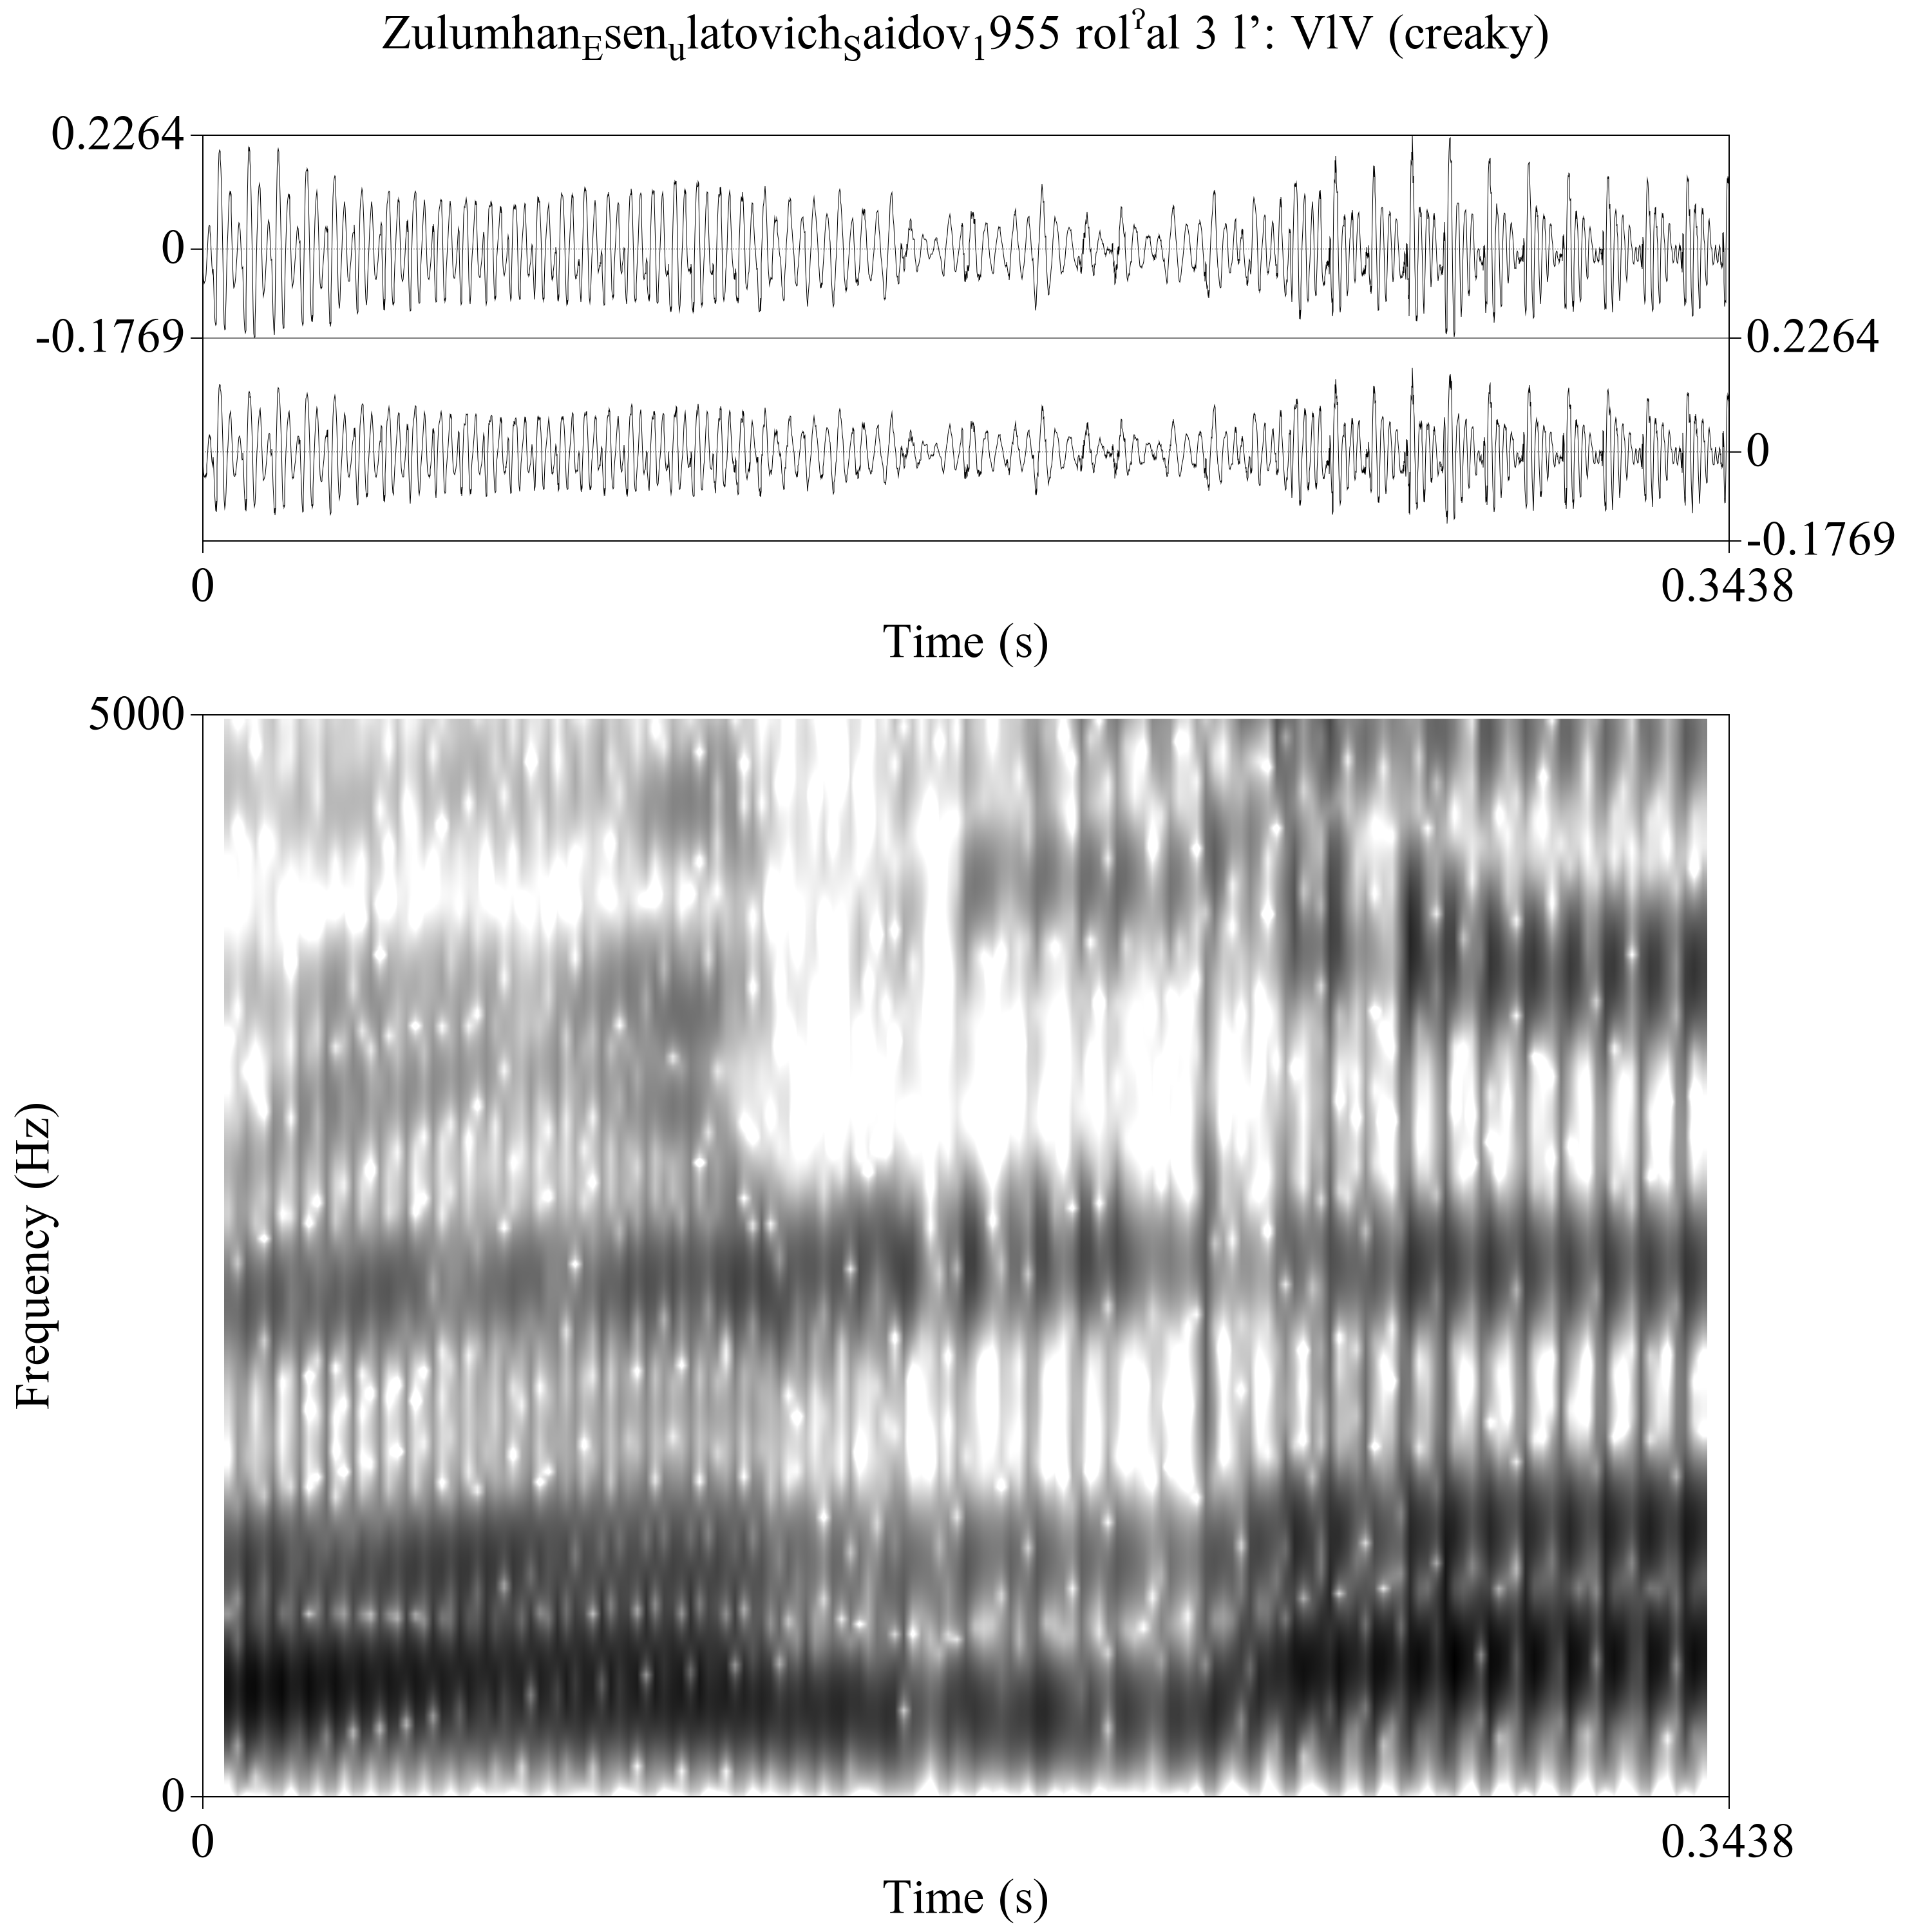 Zulumhan_Esen_ulatovich_Saidov_1955 rolˀal 3 l’: VlV (creaky)
0.2264
0
-0.1769
0.2264
0
-0.1769
0 0.3438
Time (s)
5000
Frequency (Hz)
0
0 0.3438
Time (s)